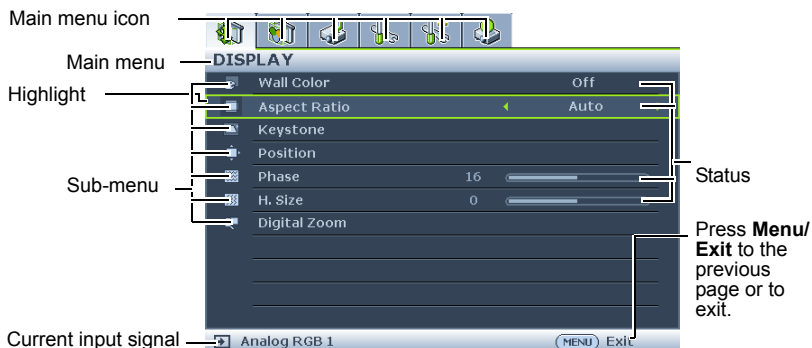 Main menu icon
Main menu
DISPLAY
Highlight
Wall Color Off
Aspect Ratio Auto
Keystone
Position
Sub-menu
Phase 16
Status
H. Size 0
Digital Zoom
Press Menu/
Exit to the
previous
page or to
exit.
Current input signal
Analog RGB 1
MENU Exit